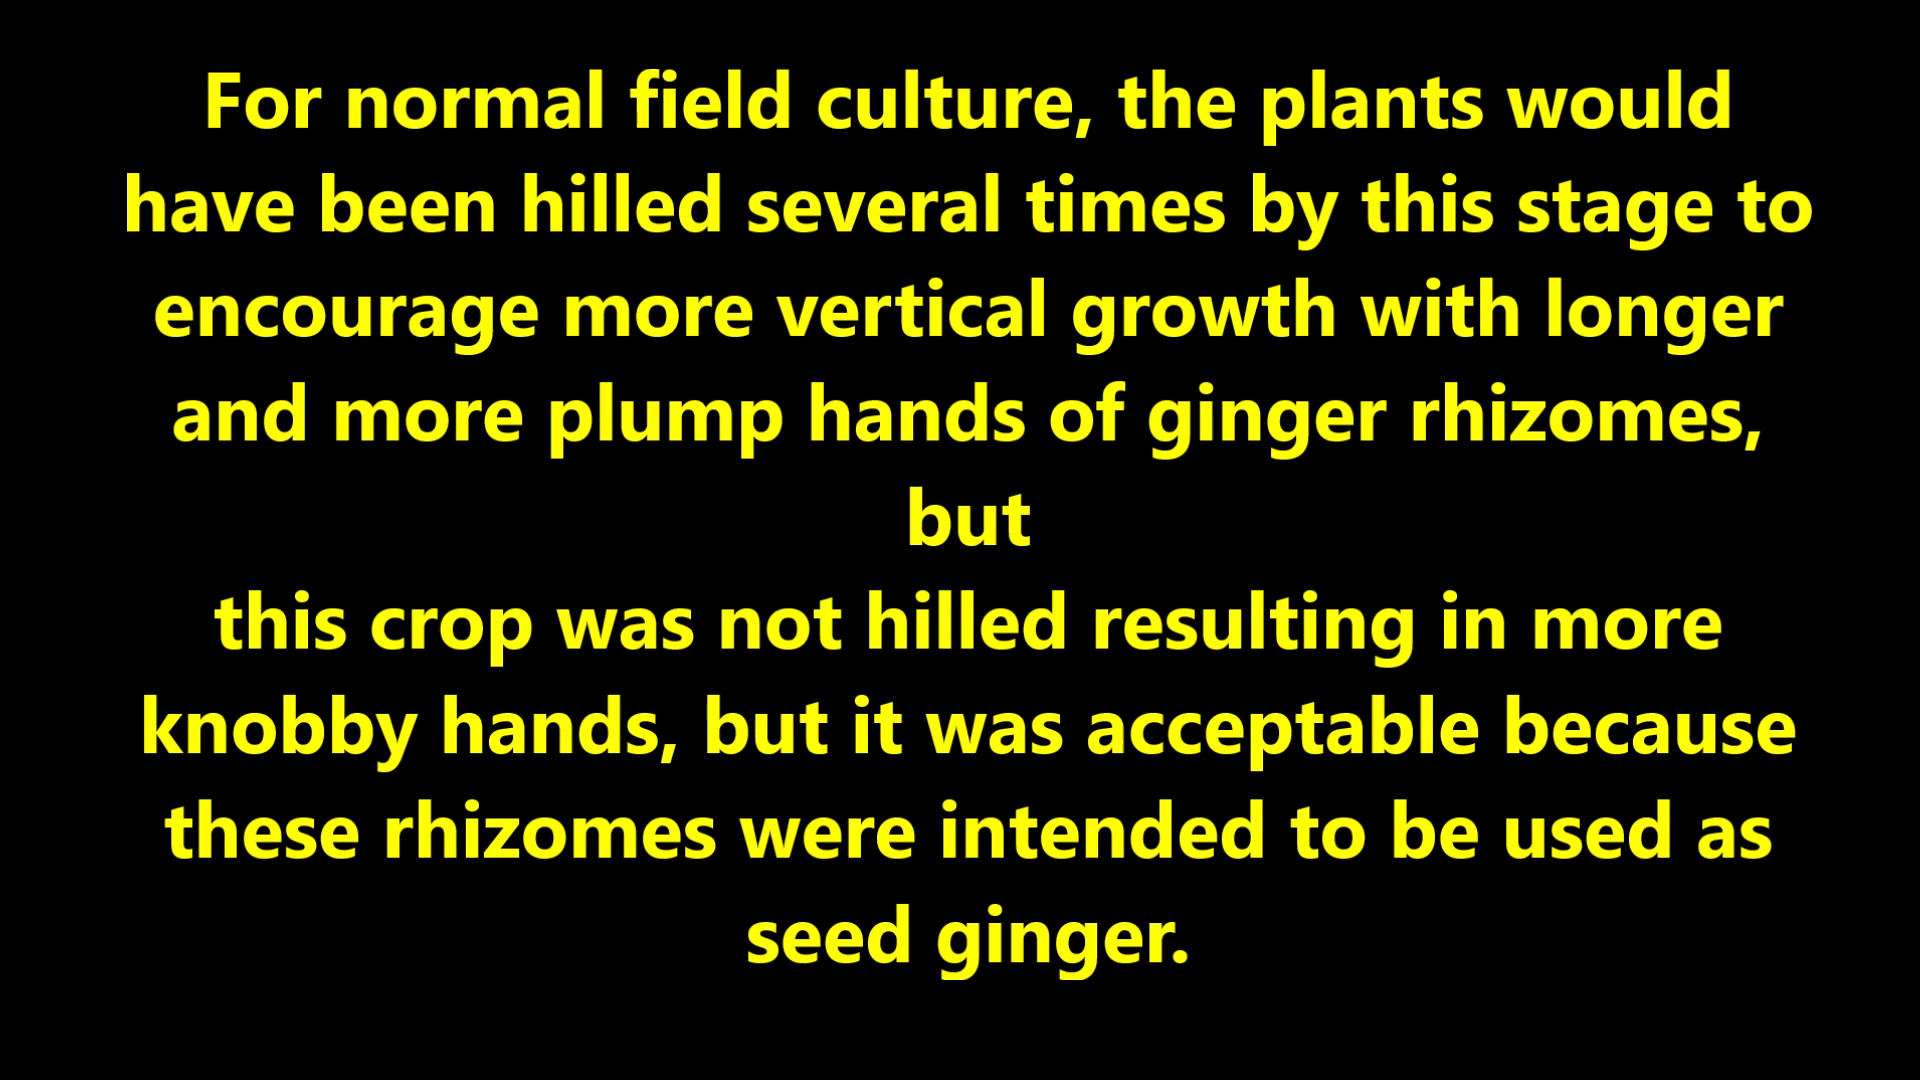 For normal field culture, the plants would
have been hilled several times by this stage to
encourage more vertical growth with longer
and more plump hands of ginger rhizomes,
but
this crop was not hilled resulting in more
knobby hands, but it was acceptable because
these rhizomes were intended to be used as
seed ginger.